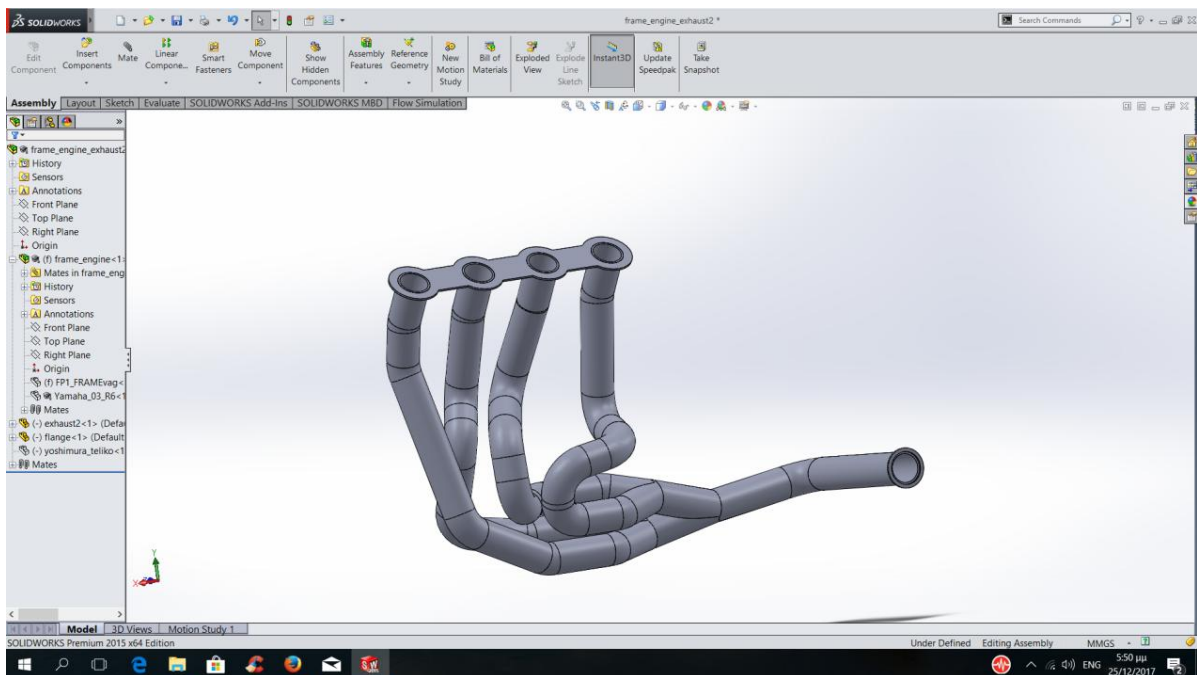 SOLIDWORKS
frame_engine_exhaust2 *
Search Commands
Edit Component
Insert Components
Mate
Linear Compone...
Smart Fasteners
Move Component
Show Hidden Components
Assembly Features
Reference Geometry
New Motion Study
Bill of Materials
Exploded View
Explode Line Sketch
Instant3D
Update Speedpak
Take Snapshot
Assembly Layout Sketch Evaluate SOLIDWORKS Add-Ins SOLIDWORKS MBD Flow Simulation
frame_engine_exhaust2
History
Sensors
Annotations
Front Plane
Top Plane
Right Plane
Origin
(f) frame_engine<1>
Mates in frame_eng
History
Sensors
Annotations
Front Plane
Top Plane
Right Plane
Origin
(f) FP1_FRAMEvag<
Yamaha_03_R6<1
Mates
(-) exhaust2<1> (Defau
(-) flange<1> (Default
(-) yoshimura_teliko<1
Mates
Y
X
Model 3D Views Motion Study 1
SOLIDWORKS Premium 2015 x64 Edition
Under Defined Editing Assembly MMGS
ENG
5:50 μμ
25/12/2017